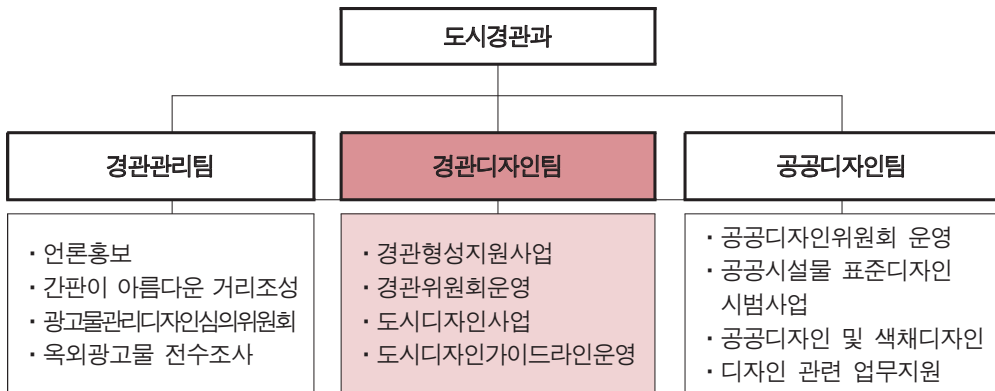 도시경관과
경관관리팀
경관디자인팀
공공디자인팀
· 언론홍보
· 간판이 아름다운 거리조성
· 광고물관리디자인심의위원회
· 옥외광고물 전수조사
· 경관형성지원사업
· 경관위원회운영
· 도시디자인사업
· 도시디자인가이드라인운영
· 공공디자인위원회 운영
· 공공시설물 표준디자인
시범사업
· 공공디자인 및 색채디자인
· 디자인 관련 업무지원